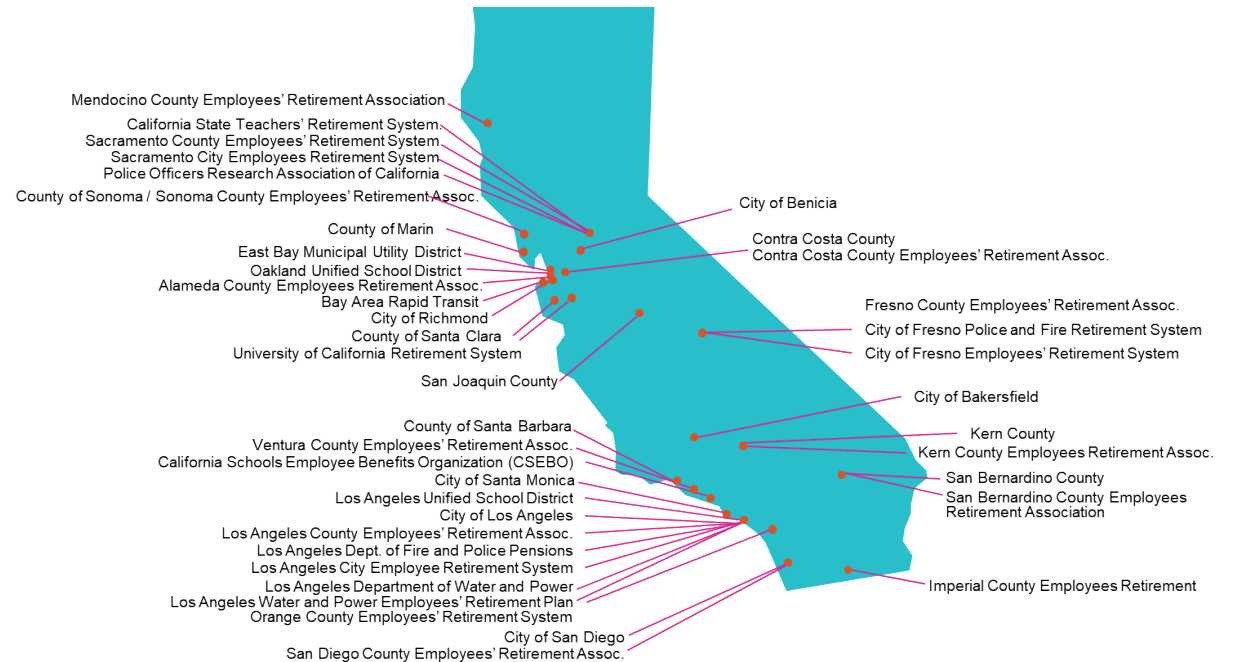 Mendocino County Employees' Retirement Association
California State Teachers' Retirement System.
Sacramento County Employees' Retirement System
Sacramento City Employees Retirement System
Police Officers Research Association of California
County of Sonoma / Sonoma County Employees' Retirement Assoc.
County of Marin
East Bay Municipal Utility District
Oakland Unified School District
Alameda County Employees Retirement Assoc.
Bay Area Rapid Transit
City of Richmond
County of Santa Clara
University of California Retirement System
San Joaquin County
County of Santa Barbara
Ventura County Employees' Retirement Assoc.
California Schools Employee Benefits Organization (CSEBO)
City of Santa Monica
Los Angeles Unified School District
City of Los Angeles
Los Angeles County Employees' Retirement Assoc.
Los Angeles Dept. of Fire and Police Pensions
Los Angeles City Employee Retirement System
Los Angeles Department of Water and Power
Los Angeles Water and Power Employees' Retirement Plan
Orange County Employees' Retirement System
City of San Diego
San Diego County Employees' Retirement Assoc.
City of Benicia
Contra Costa County
Contra Costa County Employees' Retirement Assoc.
Fresno County Employees' Retirement Assoc.
City of Fresno Police and Fire Retirement System
City of Fresno Employees' Retirement System
City of Bakersfield
Kern County
Kern County Employees Retirement Assoc.
San Bernardino County
San Bernardino County Employees
Retirement Association
Imperial County Employees Retirement